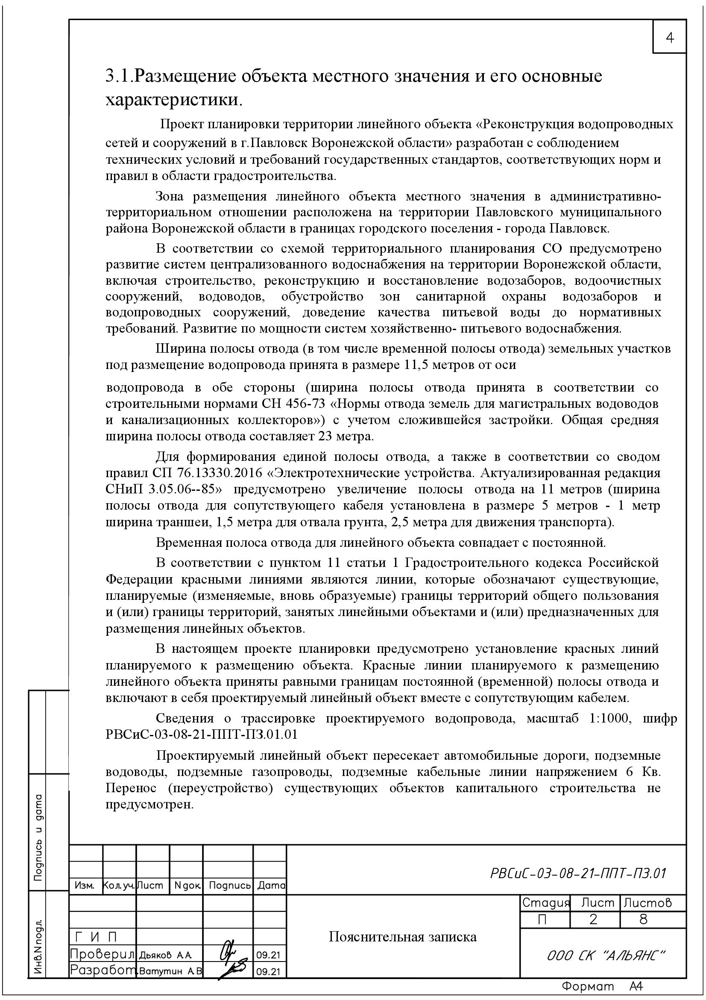 4
3.1.Размещение объекта местного значения и его основные
характеристики.
Проект планировки территории линейного объекта «Реконструкция водопроводных
сетей и сооружений в г.Павловск Воронежской области» разработан с соблюдением
технических условий и требований государственных стандартов, соответствующих норм и
правил в области градостроительства.
Зона размещения линейного объекта местного значения в административно-
территориальном отношении расположена на территории Павловского муниципального
района Воронежской области в границах городского поселения - города Павловск.
В соответствии со схемой территориального планирования СО предусмотрено
развитие систем централизованного водоснабжения на территории Воронежской области,
включая строительство, реконструкцию и восстановление водозаборов, водоочистных
сооружений, водоводов, обустройство зон санитарной охраны водозаборов и
водопроводных сооружений, доведение качества питьевой воды до нормативных
требований. Развитие по мощности систем хозяйственно- питьевого водоснабжения.
Ширина полосы отвода (в том числе временной полосы отвода) земельных участков
под размещение водопровода принята в размере 11,5 метров от оси
водопровода в обе стороны (ширина полосы отвода принята в соответствии со
строительными нормами СН 456-73 «Нормы отвода земель для магистральных водоводов
и канализационных коллекторов») с учетом сложившейся застройки. Общая средняя
ширина полосы отвода составляет 23 метра.
Для формирования единой полосы отвода, а также в соответствии со сводом
правил СП 76.13330.2016 «Электротехнические устройства. Актуализированная редакция
СНиП 3.05.06--85» предусмотрено увеличение полосы отвода на 11 метров (ширина
полосы отвода для сопутствующего кабеля установлена в размере 5 метров - 1 метр
ширина траншеи, 1,5 метра для отвала грунта, 2,5 метра для движения транспорта).
Временная полоса отвода для линейного объекта совпадает с постоянной.
В соответствии с пунктом 11 статьи 1 Градостроительного кодекса Российской
Федерации красными линиями являются линии, которые обозначают существующие,
планируемые (изменяемые, вновь образуемые) границы территорий общего пользования
и (или) границы территорий, занятых линейными объектами и (или) предназначенных для
размещения линейных объектов.
В настоящем проекте планировки предусмотрено установление красных линий
планируемого к размещению объекта. Красные линии планируемого к размещению
линейного объекта приняты равными границам постоянной (временной) полосы отвода и
включают в себя проектируемый линейный объект вместе с сопутствующим кабелем.
Сведения о трассировке проектируемого водопровода, масштаб 1:1000, шифр
РВСиС-03-08-21-ППТ-ПЗ.01.01
Проектируемый линейный объект пересекает автомобильные дороги, подземные
водоводы, подземные газопроводы, подземные кабельные линии напряжением 6 Кв.
Перенос (переустройство) существующих объектов капитального строительства не
предусмотрен.
Подпись и дата
Инв.N подл.
РВСиС-03-08-21-ППТ-ПЗ.01
Изм. Кол.уч. Лист N док. Подпись Дата
Стадия Лист Листов
П 2 8
Г И П
Пояснительная записка
Проверил Дьяков А.А. 09.21
ООО СК "АЛЬЯНС"
Разработ. Ватутин А.В 09.21
Формат А4